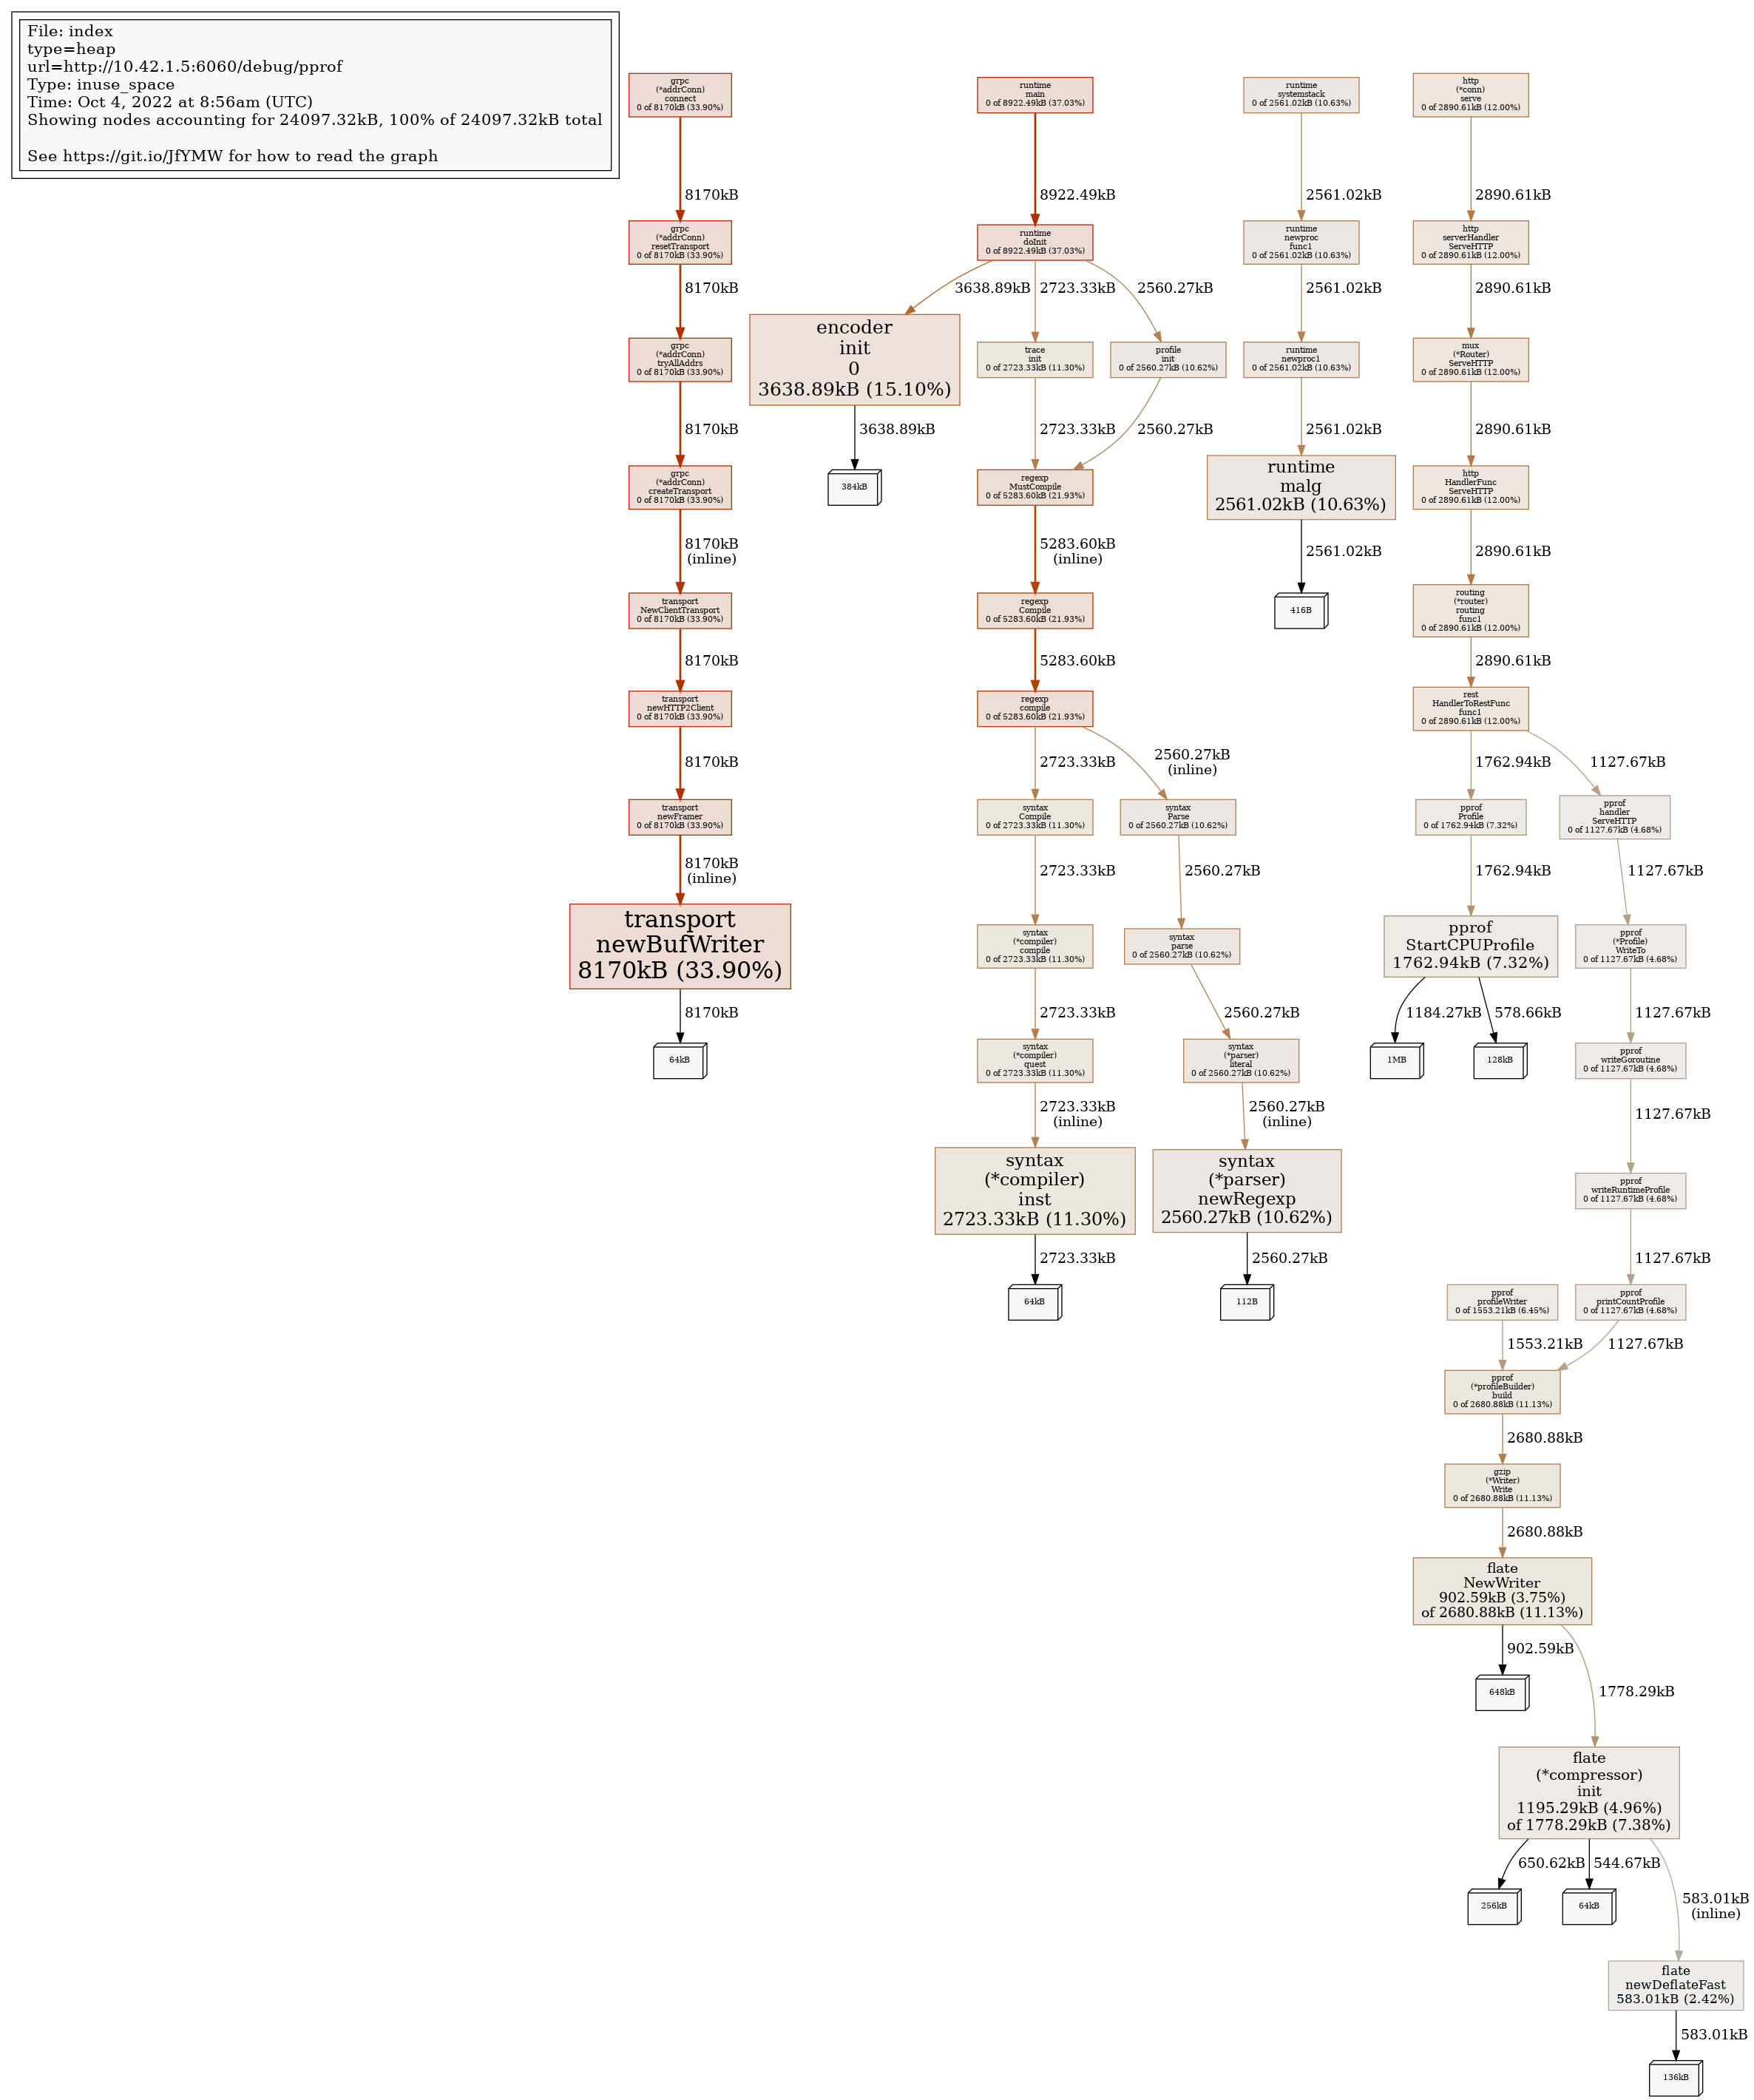 File: index
type=heap
url=http://10.42.1.5:6060/debug/pprof
Type: inuse_space
Time: Oct 4, 2022 at 8:56am (UTC)
Showing nodes accounting for 24097.32kB, 100% of 24097.32kB total
See https://git.io/JfYMW for how to read the graph
grpc
(*addrConn)
connect
0 of 8170kB (33.90%)
8170kB
grpc
(*addrConn)
resetTransport
0 of 8170kB (33.90%)
8170kB
grpc
(*addrConn)
tryAllAddrs
0 of 8170kB (33.90%)
8170kB
grpc
(*addrConn)
createTransport
0 of 8170kB (33.90%)
8170kB
(inline)
transport
NewClientTransport
0 of 8170kB (33.90%)
8170kB
transport
newHTTP2Client
0 of 8170kB (33.90%)
8170kB
transport
newFramer
0 of 8170kB (33.90%)
8170kB
(inline)
transport
newBufWriter
8170kB (33.90%)
8170kB
64kB
runtime
main
0 of 8922.49kB (37.03%)
8922.49kB
runtime
doInit
0 of 8922.49kB (37.03%)
3638.89kB
2723.33kB
2560.27kB
encoder
init
0
3638.89kB (15.10%)
3638.89kB
384kB
trace
init
0 of 2723.33kB (11.30%)
profile
init
0 of 2560.27kB (10.62%)
2723.33kB
2560.27kB
regexp
MustCompile
0 of 5283.60kB (21.93%)
5283.60kB
(inline)
regexp
Compile
0 of 5283.60kB (21.93%)
5283.60kB
regexp
compile
0 of 5283.60kB (21.93%)
2723.33kB
2560.27kB
(inline)
syntax
Compile
0 of 2723.33kB (11.30%)
2723.33kB
syntax
(*compiler)
compile
0 of 2723.33kB (11.30%)
2723.33kB
syntax
(*compiler)
quest
0 of 2723.33kB (11.30%)
2723.33kB
(inline)
syntax
(*compiler)
inst
2723.33kB (11.30%)
2723.33kB
64kB
syntax
Parse
0 of 2560.27kB (10.62%)
2560.27kB
syntax
parse
0 of 2560.27kB (10.62%)
2560.27kB
syntax
(*parser)
literal
0 of 2560.27kB (10.62%)
2560.27kB
(inline)
syntax
(*parser)
newRegexp
2560.27kB (10.62%)
2560.27kB
112B
runtime
systemstack
0 of 2561.02kB (10.63%)
2561.02kB
runtime
newproc
func1
0 of 2561.02kB (10.63%)
2561.02kB
runtime
newproc1
0 of 2561.02kB (10.63%)
2561.02kB
runtime
malg
2561.02kB (10.63%)
2561.02kB
416B
http
(*conn)
serve
0 of 2890.61kB (12.00%)
2890.61kB
http
serverHandler
ServeHTTP
0 of 2890.61kB (12.00%)
2890.61kB
mux
(*Router)
ServeHTTP
0 of 2890.61kB (12.00%)
2890.61kB
http
HandlerFunc
ServeHTTP
0 of 2890.61kB (12.00%)
2890.61kB
routing
(*router)
routing
func1
0 of 2890.61kB (12.00%)
2890.61kB
rest
HandlerToRestFunc
func1
0 of 2890.61kB (12.00%)
1762.94kB
1127.67kB
pprof
Profile
0 of 1762.94kB (7.32%)
1762.94kB
pprof
StartCPUProfile
1762.94kB (7.32%)
1184.27kB
578.66kB
1MB
128kB
pprof
handler
ServeHTTP
0 of 1127.67kB (4.68%)
1127.67kB
pprof
(*Profile)
WriteTo
0 of 1127.67kB (4.68%)
1127.67kB
pprof
writeGoroutine
0 of 1127.67kB (4.68%)
1127.67kB
pprof
writeRuntimeProfile
0 of 1127.67kB (4.68%)
1127.67kB
pprof
profileWriter
0 of 1553.21kB (6.45%)
pprof
printCountProfile
0 of 1127.67kB (4.68%)
1553.21kB
1127.67kB
pprof
(*profileBuilder)
build
0 of 2680.88kB (11.13%)
2680.88kB
gzip
(*Writer)
Write
0 of 2680.88kB (11.13%)
2680.88kB
flate
NewWriter
902.59kB (3.75%)
of 2680.88kB (11.13%)
902.59kB
1778.29kB
648kB
flate
(*compressor)
init
1195.29kB (4.96%)
of 1778.29kB (7.38%)
650.62kB
544.67kB
583.01kB
(inline)
256kB
64kB
flate
newDeflateFast
583.01kB (2.42%)
583.01kB
136kB